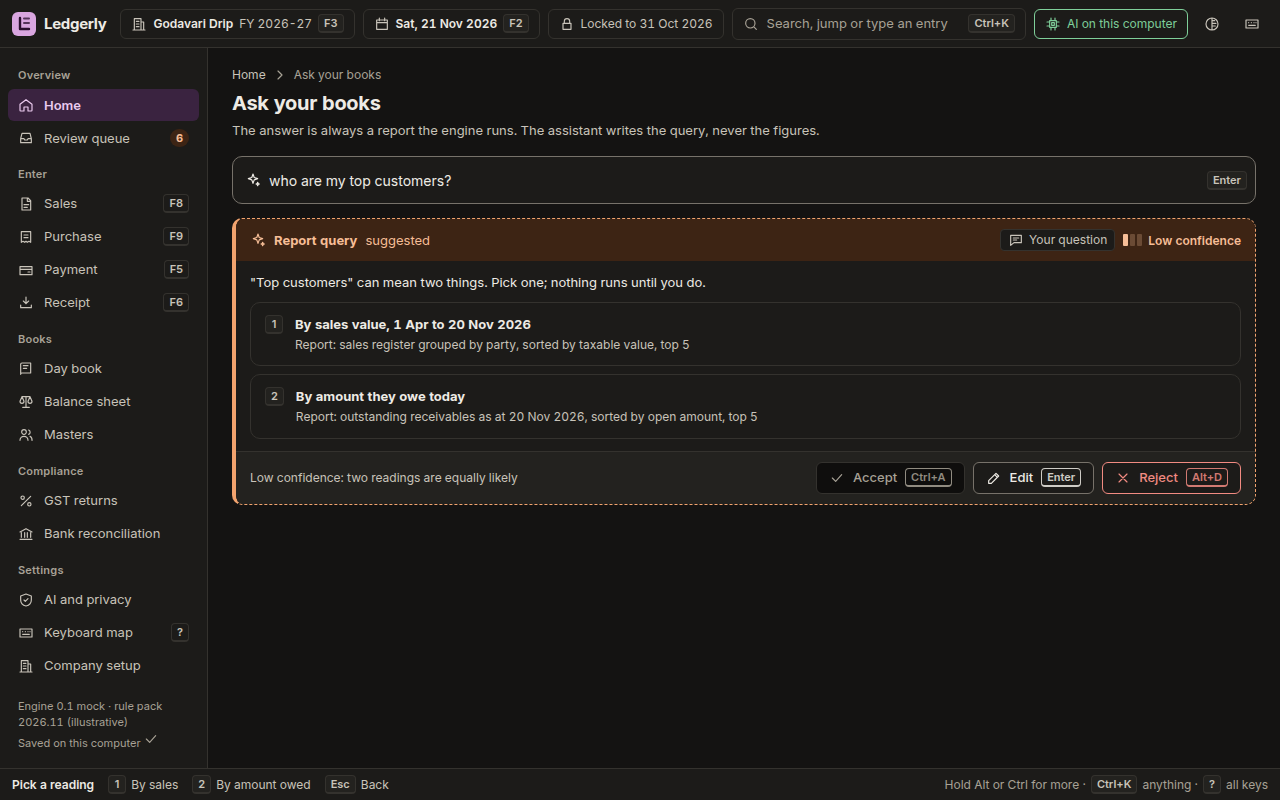 Ledgerly
Godavari Drip FY 2026-27 F3
Sat, 21 Nov 2026 F2
Locked to 31 Oct 2026
Search, jump or type an entry Ctrl+K
AI on this computer
Overview
Home
Review queue 6
Enter
Sales F8
Purchase F9
Payment F5
Receipt F6
Books
Day book
Balance sheet
Masters
Compliance
GST returns
Bank reconciliation
Settings
AI and privacy
Keyboard map ?
Company setup
Engine 0.1 mock · rule pack
2026.11 (illustrative)
Saved on this computer
Home Ask your books
Ask your books
The answer is always a report the engine runs. The assistant writes the query, never the figures.
who are my top customers? Enter
Report query suggested Your question Low confidence
"Top customers" can mean two things. Pick one; nothing runs until you do.
1 By sales value, 1 Apr to 20 Nov 2026
Report: sales register grouped by party, sorted by taxable value, top 5
2 By amount they owe today
Report: outstanding receivables as at 20 Nov 2026, sorted by open amount, top 5
Low confidence: two readings are equally likely Accept Ctrl+A Edit Enter Reject Alt+D
Pick a reading 1 By sales 2 By amount owed Esc Back Hold Alt or Ctrl for more · Ctrl+K anything · ? all keys